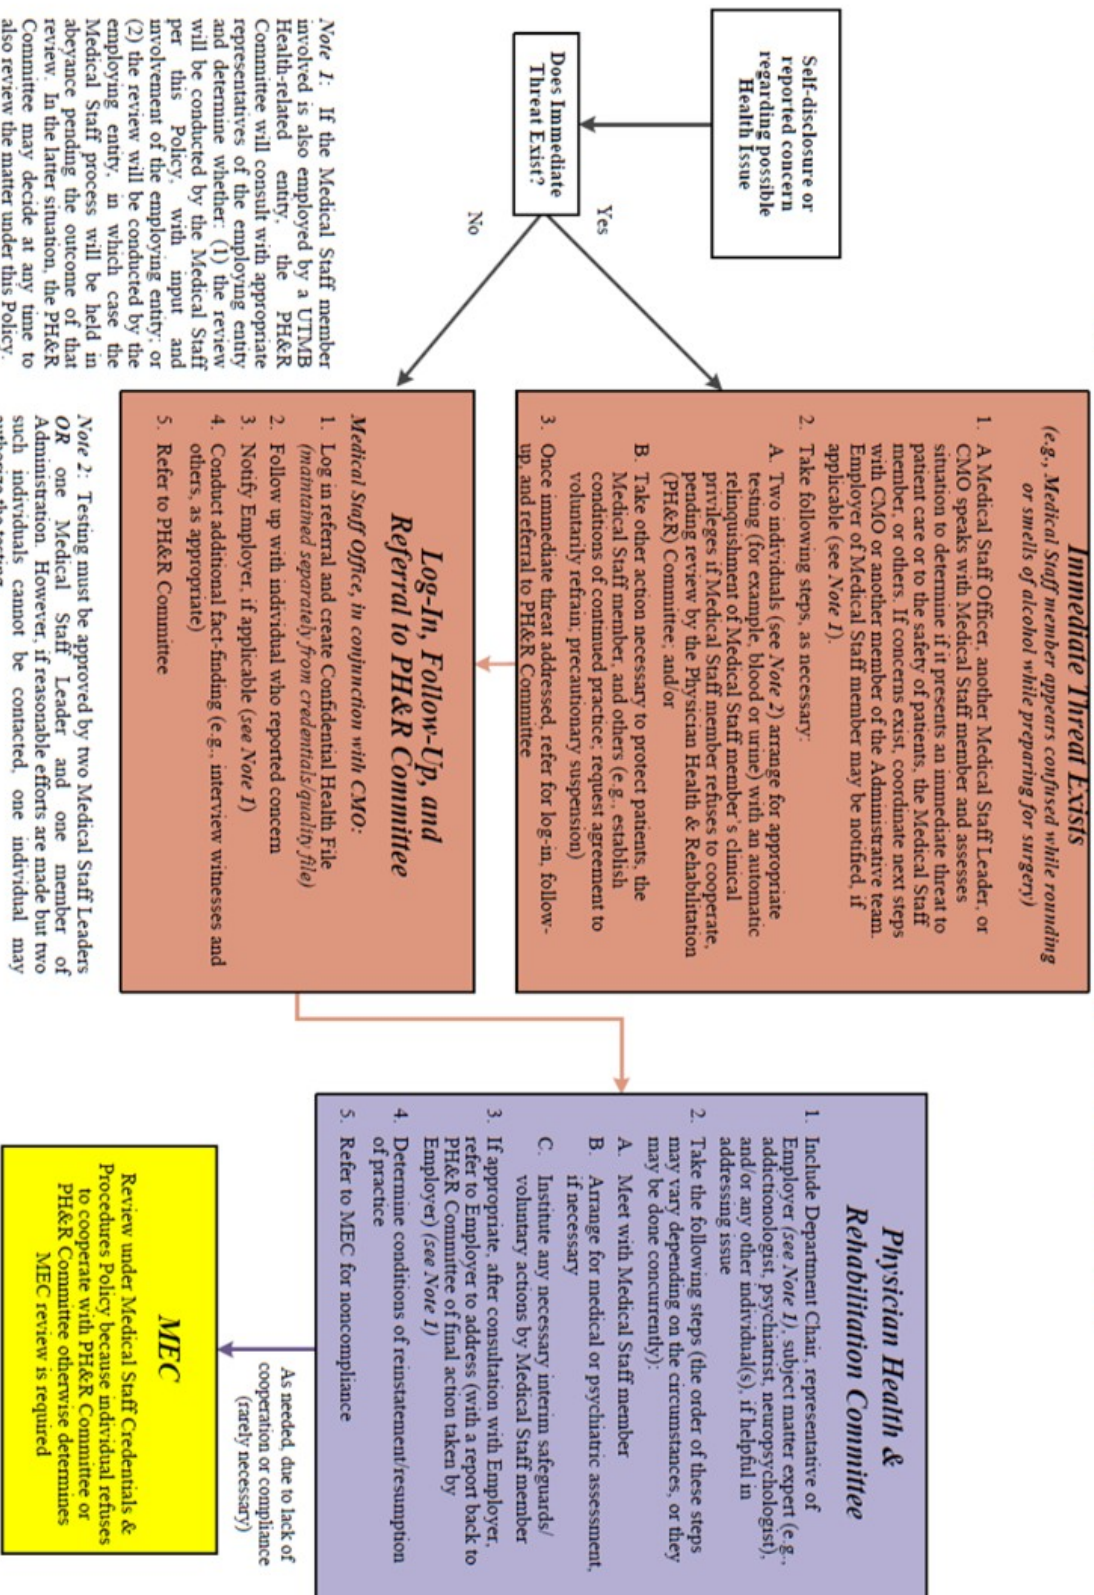 Self-disclosure or
reported concern
regarding possible
Health Issue
Does Immediate
Threat Exist?
Yes
No
Immediate Threat Exists
(e.g., Medical Staff member appears confused while rounding
or smells of alcohol while preparing for surgery)
1. A Medical Staff Officer, another Medical Staff Leader, or
CMO speaks with Medical Staff member and assesses
situation to determine if it presents an immediate threat to
patient care or to the safety of patients, the Medical Staff
member, or others. If concerns exist, coordinate next steps
with CMO or another member of the Administrative team.
Employer of Medical Staff member may be notified, if
applicable (see Note 1).
2. Take following steps, as necessary:
A. Two individuals (see Note 2) arrange for appropriate
testing (for example, blood or urine) with an automatic
relinquishment of Medical Staff member's clinical
privileges if Medical Staff member refuses to cooperate,
pending review by the Physician Health & Rehabilitation
(PH&R) Committee; and/or
B. Take other action necessary to protect patients, the
Medical Staff member, and others (e.g., establish
conditions of continued practice; request agreement to
voluntarily refrain; precautionary suspension)
3. Once immediate threat addressed, refer for log-in, follow-
up, and referral to PH&R Committee
Log-In, Follow-Up, and
Referral to PH&R Committee
Medical Staff Office, in conjunction with CMO:
1. Log in referral and create Confidential Health File
(maintained separately from credentials/quality file)
2. Follow up with individual who reported concern
3. Notify Employer, if applicable (see Note 1)
4. Conduct additional fact-finding (e.g., interview witnesses and
others, as appropriate)
5. Refer to PH&R Committee
Physician Health &
Rehabilitation Committee
1. Include Department Chair, representative of
Employer (see Note 1), subject matter expert (e.g.,
addictionologist, psychiatrist, neuropsychologist),
and/or any other individual(s), if helpful in
addressing issue
2. Take the following steps (the order of these steps
may vary depending on the circumstances, or they
may be done concurrently):
A. Meet with Medical Staff member
B. Arrange for medical or psychiatric assessment,
if necessary
C. Institute any necessary interim safeguards/
voluntary actions by Medical Staff member
3. If appropriate, after consultation with Employer,
refer to Employer to address (with a report back to
PH&R Committee of final action taken by
Employer) (see Note 1)
4. Determine conditions of reinstatement/resumption
of practice
5. Refer to MEC for noncompliance
As needed, due to lack of
cooperation or compliance
(rarely necessary)
MEC
Review under Medical Staff Credentials &
Procedures Policy because individual refuses
to cooperate with PH&R Committee or
PH&R Committee otherwise determines
MEC review is required
Note 1: If the Medical Staff member
involved is also employed by a UTMB
Health-related entity, the PH&R
Committee will consult with appropriate
representatives of the employing entity
and determine whether: (1) the review
will be conducted by the Medical Staff
per this Policy, with input and
involvement of the employing entity; or
(2) the review will be conducted by the
employing entity, in which case the
Medical Staff process will be held in
abeyance pending the outcome of that
review. In the latter situation, the PH&R
Committee may decide at any time to
also review the matter under this Policy.
Note 2: Testing must be approved by two Medical Staff Leaders
OR one Medical Staff Leader and one member of
Administration. However, if reasonable efforts are made but two
such individuals cannot be contacted, one individual may